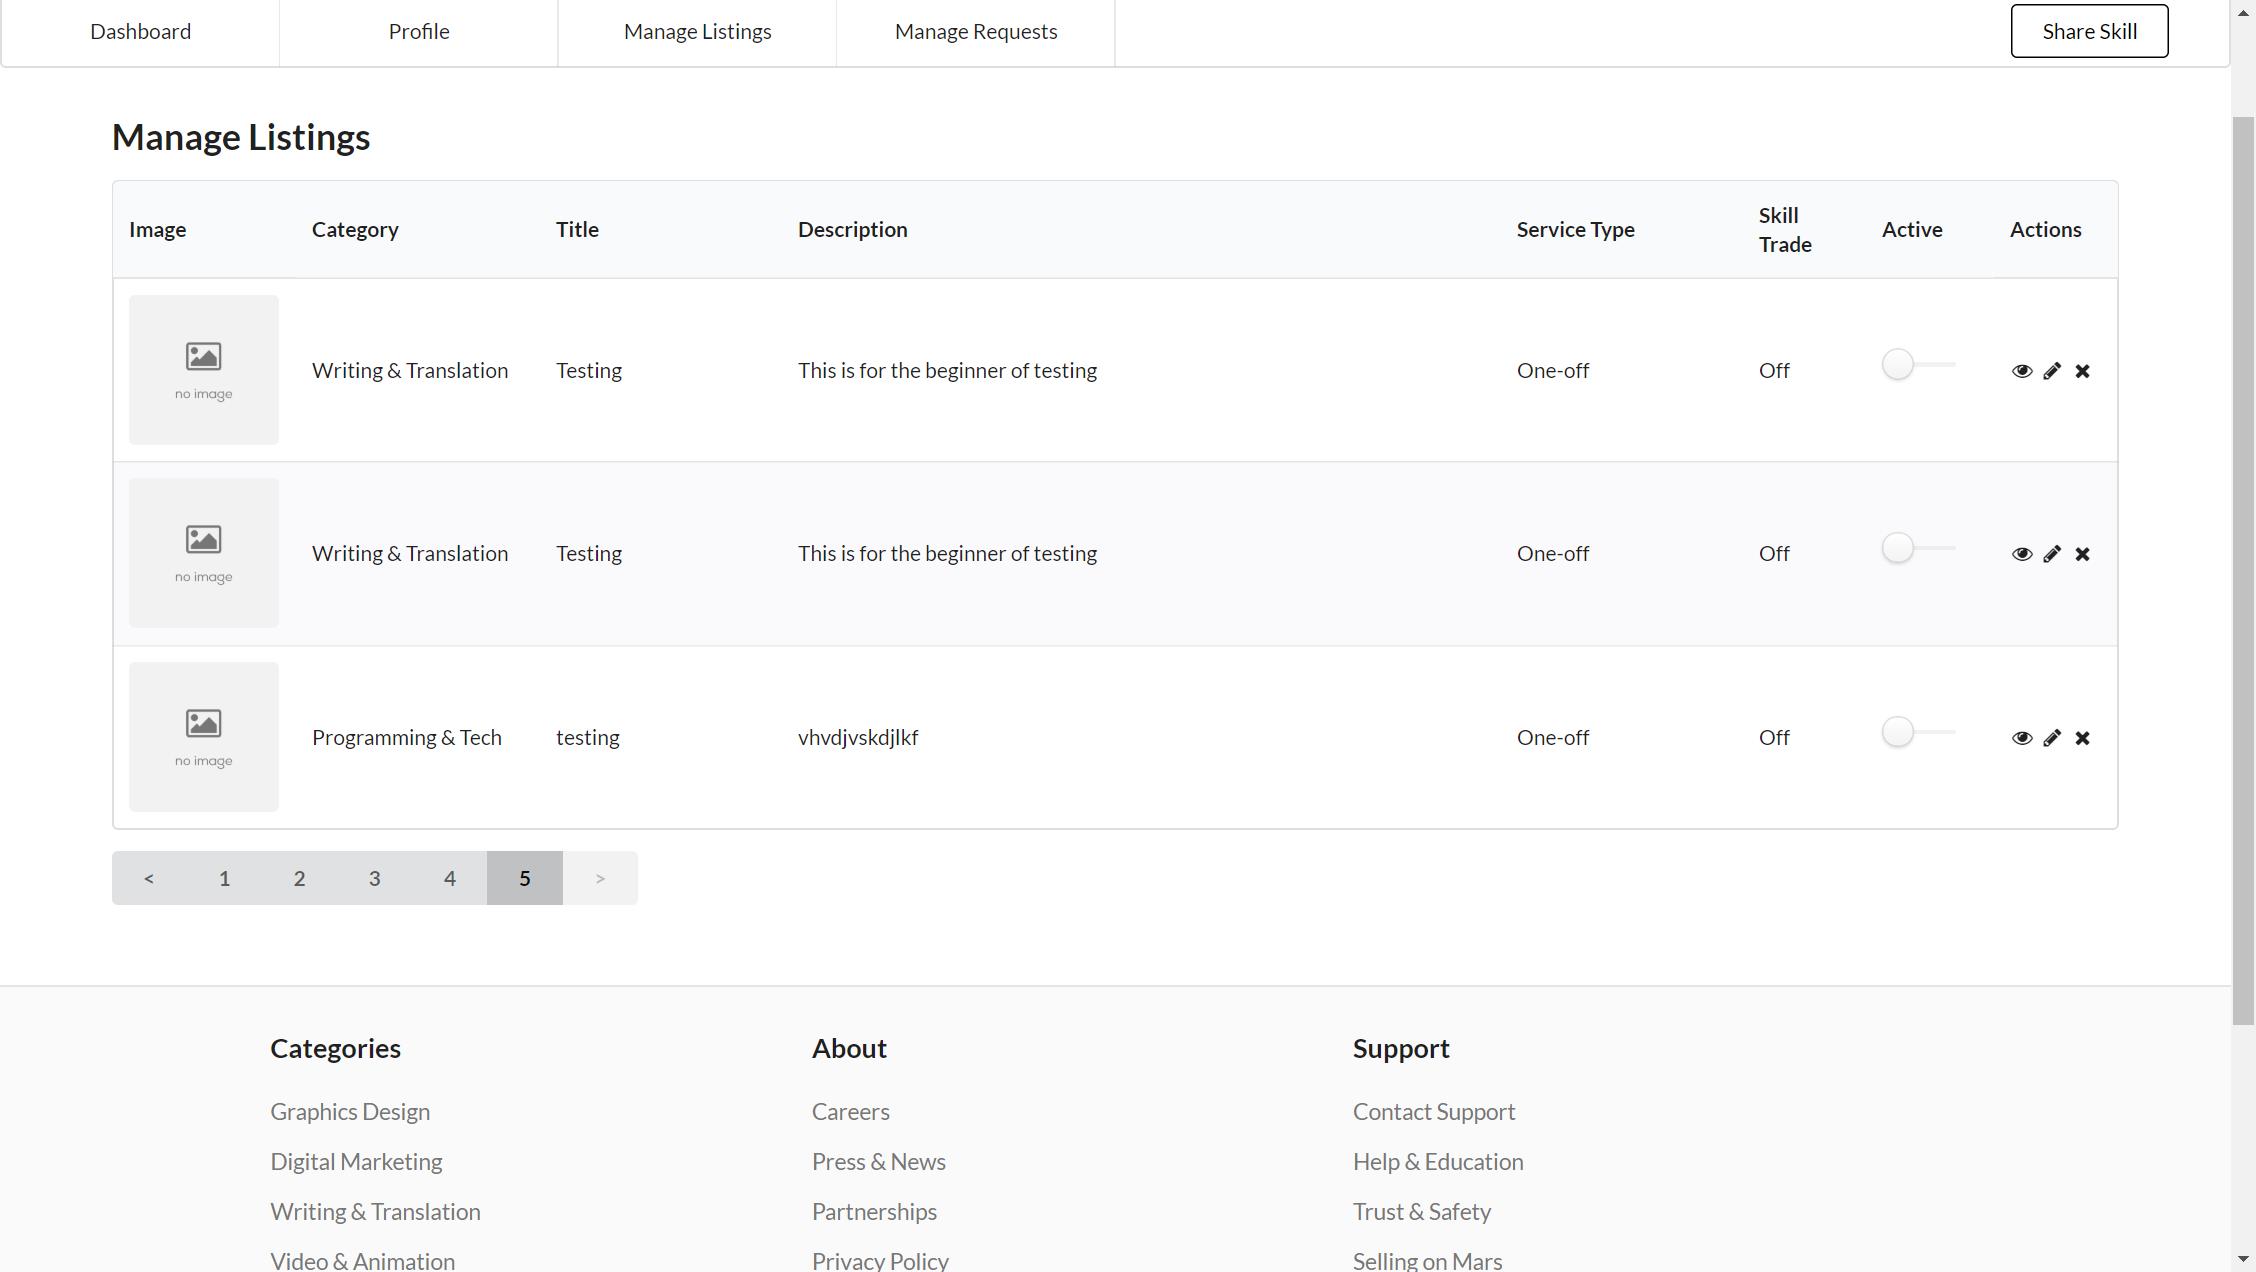 Dashboard Profile Manage Listings Manage Requests Share Skill
Manage Listings
Image Category Title Description Service Type Skill Trade Active Actions
no image Writing & Translation Testing This is for the beginner of testing One-off Off
no image Writing & Translation Testing This is for the beginner of testing One-off Off
no image Programming & Tech testing vhvdjvskdjlkf One-off Off
< 1 2 3 4 5 >
Categories About Support
Graphics Design Careers Contact Support
Digital Marketing Press & News Help & Education
Writing & Translation Partnerships Trust & Safety
Video & Animation Privacy Policy Selling on Mars